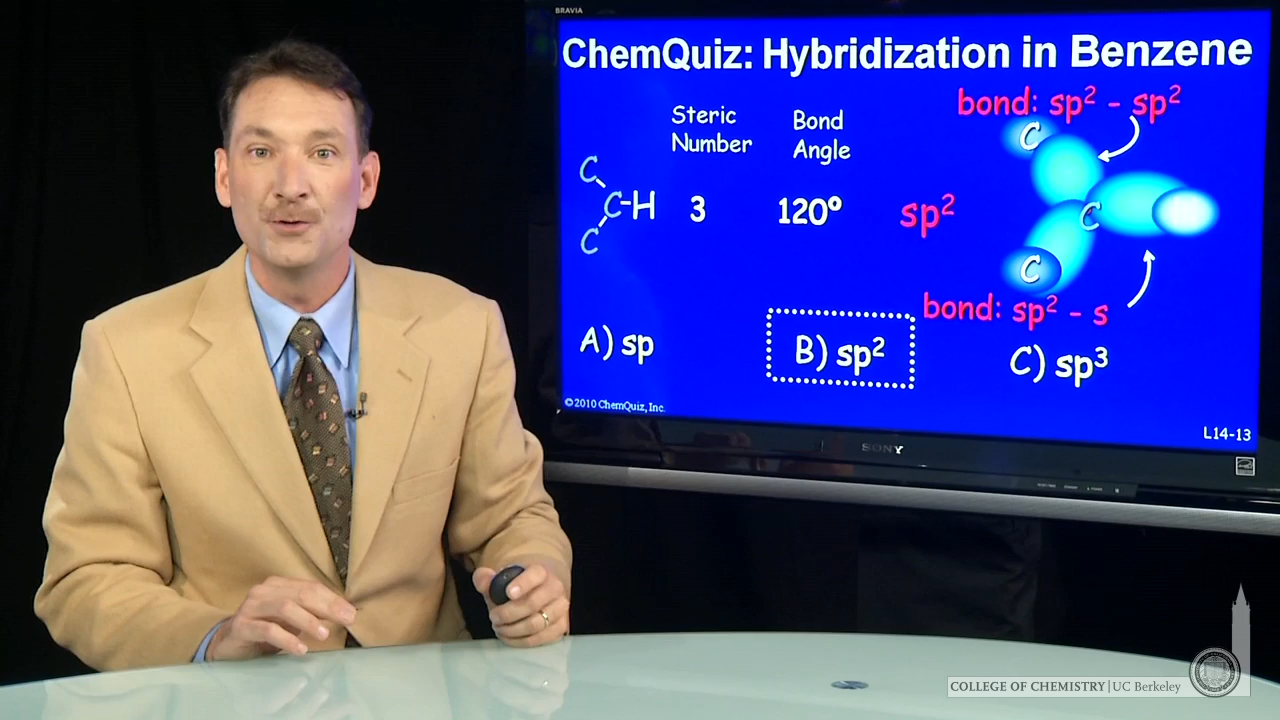 BRAVIA
ChemQuiz: Hybridization in Benzene
bond: sp² - sp²
Steric
Number
Bond
Angle
C
C
C-H
C
3
120º
sp²
C
C
bond: sp² - s
A) sp
B) sp²
C) sp³
© 2010 ChemQuiz, Inc.
L14-13
SONY
COLLEGE OF CHEMISTRY | UC Berkeley